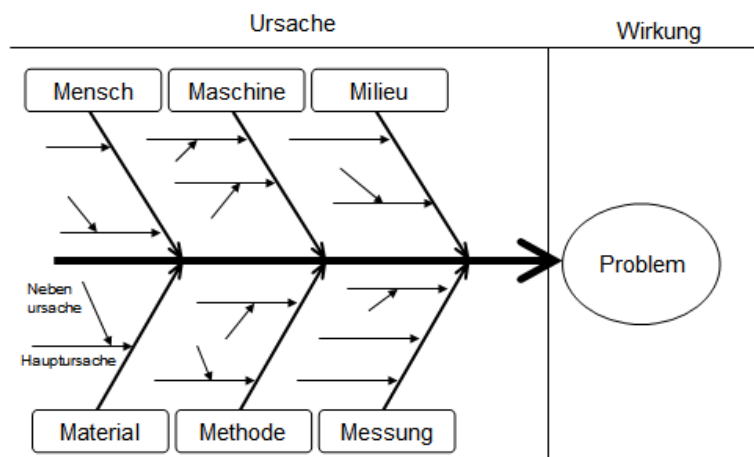 Ursache
Wirkung
Mensch
Maschine
Milieu
Problem
Neben
ursache
Hauptursache
Material
Methode
Messung